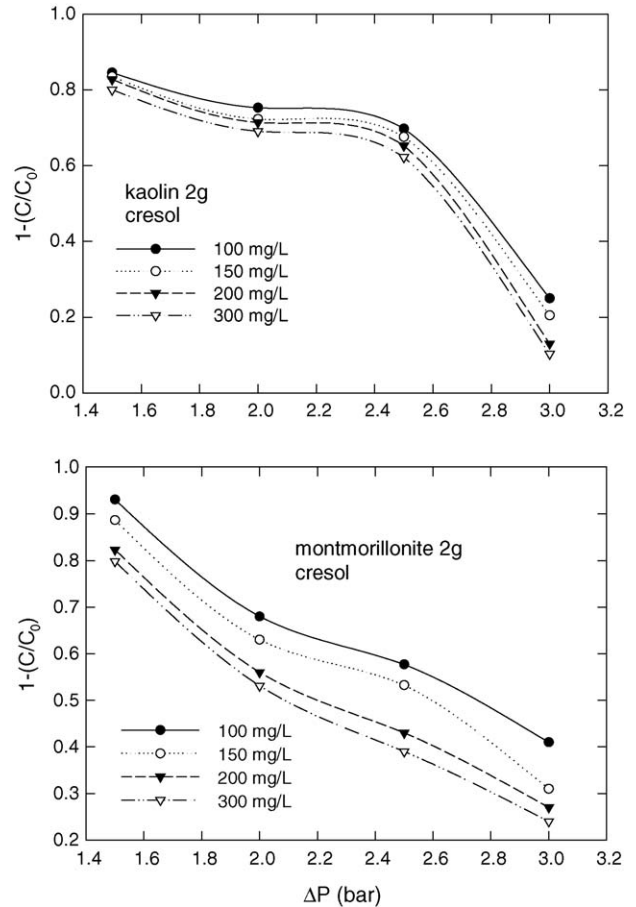 1.0
0.8
0.6
0.4
0.2
0.0
1-(C/C₀)
kaolin 2g
cresol
100 mg/L
150 mg/L
200 mg/L
300 mg/L
1.4 1.6 1.8 2.0 2.2 2.4 2.6 2.8 3.0 3.2
1.0
0.9
0.8
0.7
0.6
0.5
0.4
0.3
0.2
1-(C/C₀)
montmorillonite 2g
cresol
100 mg/L
150 mg/L
200 mg/L
300 mg/L
1.4 1.6 1.8 2.0 2.2 2.4 2.6 2.8 3.0 3.2
ΔP (bar)